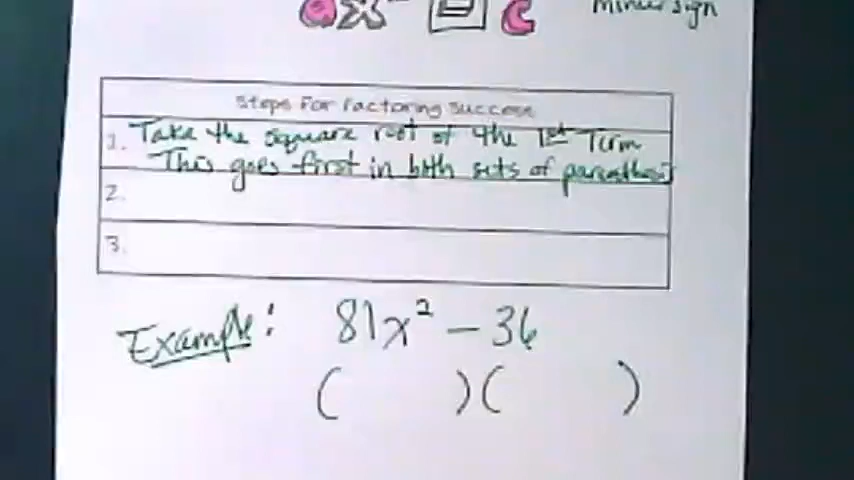 ax² - c
minus sign
Steps For Factoring Success
1. Take the square root of the 1st Term
This goes first in both sets of parenthesis
2.
3.
Example: 81x² - 36
( )( )